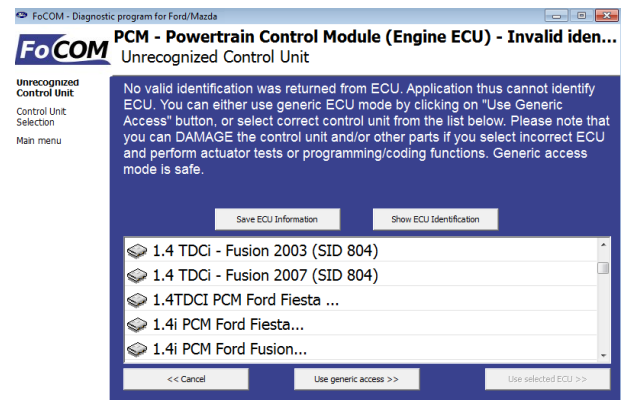 FoCOM - Diagnostic program for Ford/Mazda
FoCOM
PCM - Powertrain Control Module (Engine ECU) - Invalid iden...
Unrecognized Control Unit
Unrecognized
Control Unit
Control Unit
Selection
Main menu
No valid identification was returned from ECU. Application thus cannot identify
ECU. You can either use generic ECU mode by clicking on "Use Generic
Access" button, or select correct control unit from the list below. Please note that
you can DAMAGE the control unit and/or other parts if you select incorrect ECU
and perform actuator tests or programming/coding functions. Generic access
mode is safe.
Save ECU Information
Show ECU Identification
1.4 TDCi - Fusion 2003 (SID 804)
1.4 TDCi - Fusion 2007 (SID 804)
1.4TDCI PCM Ford Fiesta ...
1.4i PCM Ford Fiesta...
1.4i PCM Ford Fusion...
<< Cancel
Use generic access >>
Use selected ECU >>